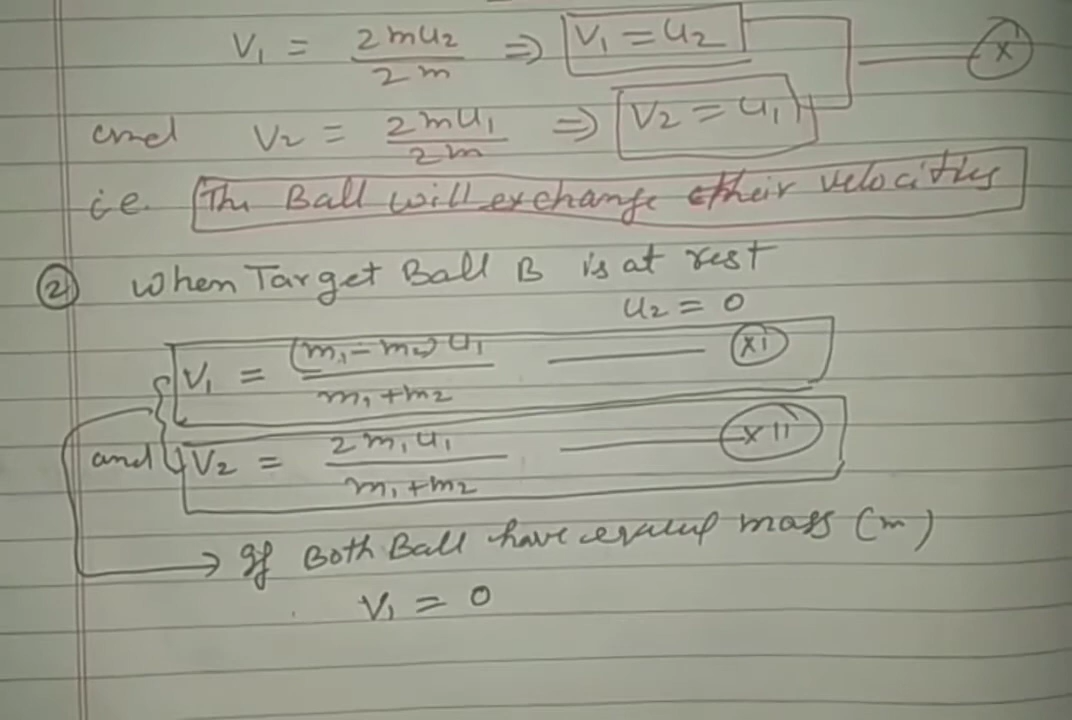 V₁ = 2mu₂/2m ⇒ V₁ = u₂ (X)
and V₂ = 2mu₁/2m ⇒ V₂ = u₁
i.e. The Ball will exchange their velocities
(2) when Target Ball B is at rest
u₂ = 0
V₁ = (m₁ - m₂) u₁/m₁+m₂ (XI)
and V₂ = 2m₁u₁/m₁+m₂ (XII)
→ If Both Ball have equal mass (m)
V₁ = 0